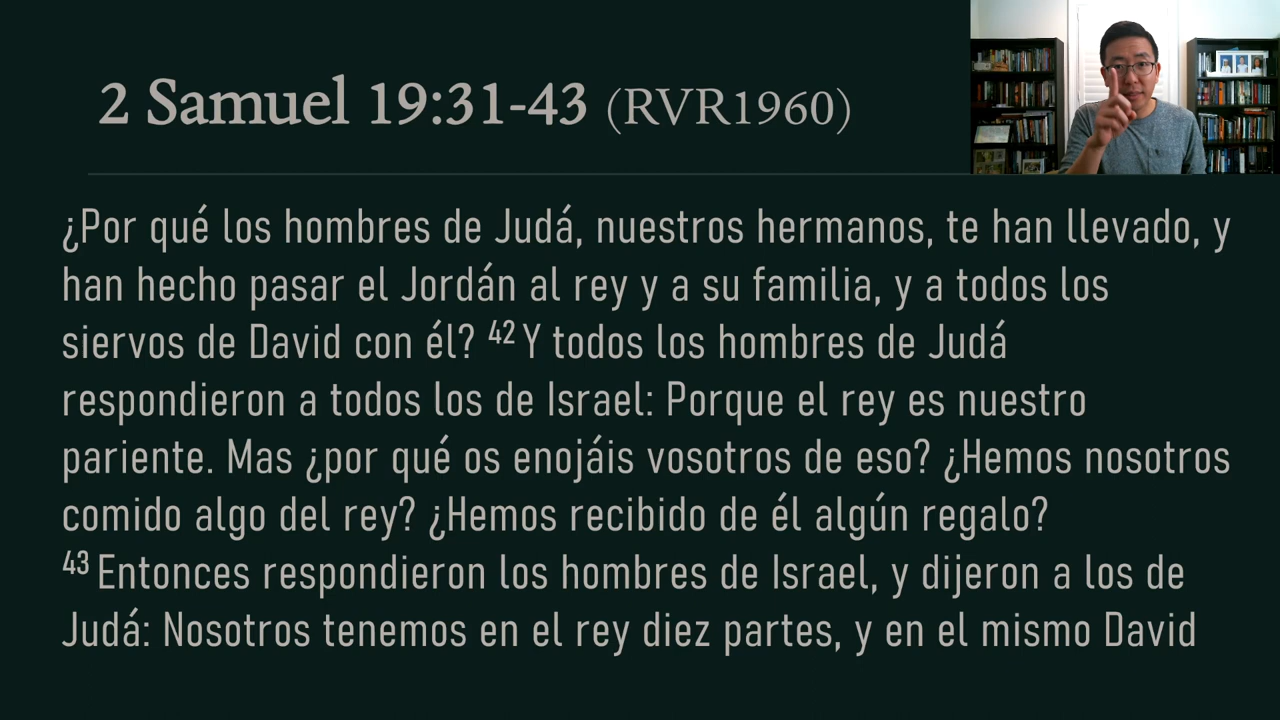 2 Samuel 19:31-43 (RVR1960)
¿Por qué los hombres de Judá, nuestros hermanos, te han llevado, y
han hecho pasar el Jordán al rey y a su familia, y a todos los
siervos de David con él? 42 Y todos los hombres de Judá
respondieron a todos los de Israel: Porque el rey es nuestro
pariente. Mas ¿por qué os enojáis vosotros de eso? ¿Hemos nosotros
comido algo del rey? ¿Hemos recibido de él algún regalo?
43 Entonces respondieron los hombres de Israel, y dijeron a los de
Judá: Nosotros tenemos en el rey diez partes, y en el mismo David